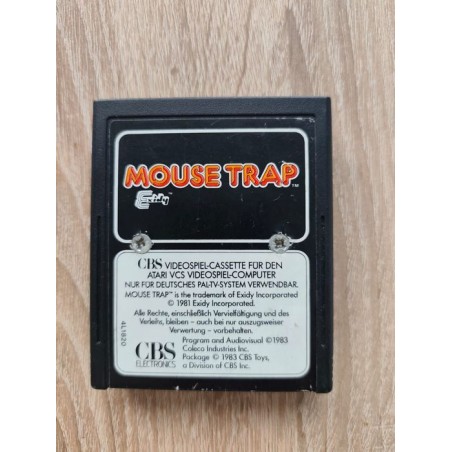 MOUSE TRAP™
Exidy™
CBS VIDEOSPIEL-CASSETTE FÜR DEN
ATARI VCS VIDEOSPIEL-COMPUTER
NUR FÜR DEUTSCHES PAL-TV-SYSTEM VERWENDBAR.
MOUSE TRAP™ is the trademark of Exidy Incorporated
© 1981 Exidy Incorporated.
Alle Rechte, einschließlich Vervielfältigung und des
Verleihs, bleiben – auch bei nur auszugsweiser
Verwertung – vorbehalten.
Program and Audiovisual ©1983
Coleco Industries Inc.
Package © 1983 CBS Toys,
a Division of CBS Inc.
CBS
ELECTRONICS
4L1820